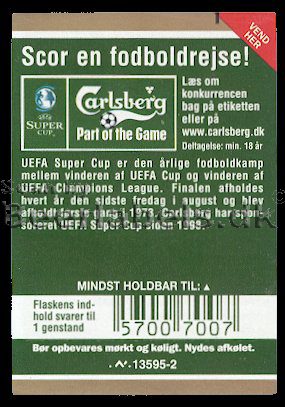 VEND
HER
Scor en fodboldrejse!
SUPER
CUP
Carlsberg
Part of the Game
Læs om
konkurrencen
bag på etiketten
eller på
www.carlsberg.dk
Deltagelse: min. 18 år
UEFA Super Cup er den årlige fodboldkamp
mellem vinderen af UEFA Cup og vinderen af
Champions League. Finalen afholdes
hvert år den sidste fredag i august og blev
afholdt første gang i 1973. Carlsberg har spon-
soreret UEFA Super Cup siden
MINDST HOLDBAR TIL:▲
Flaskens ind-
hold svarer til
1 genstand
5700 7007
Bør opbevares mørkt og køligt. Nydes afkølet.
13595-2